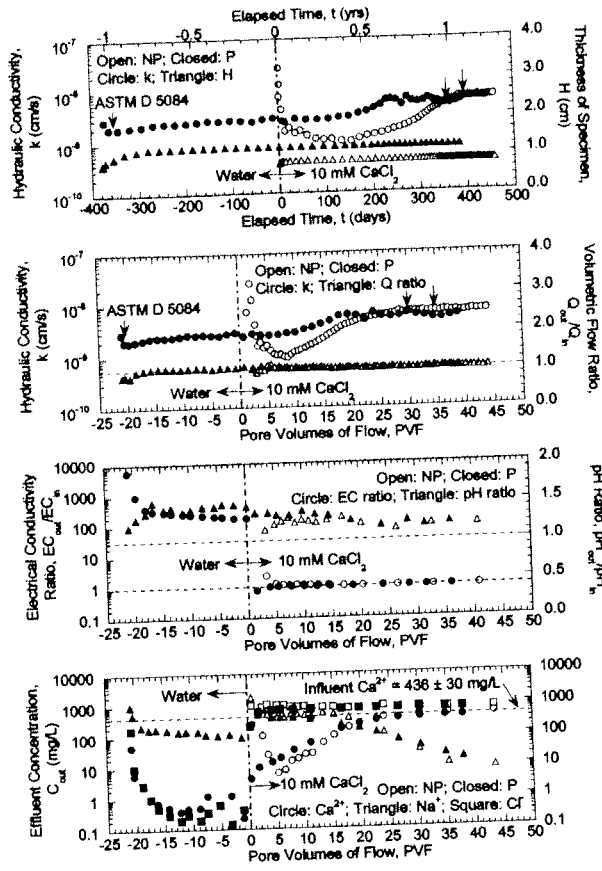 Elapsed Time, t (yrs)
-1 -0.5 0 0.5 1
Hydraulic Conductivity,
k (cm/s)
10-7
10-8
10-9
10-10
Open: NP; Closed: P
Circle: k; Triangle: H
ASTM D 5084
Water
10 mM CaCl2
4.0
3.0
2.0
1.0
0.0
Thickness of Specimen,
H (cm)
-400 -300 -200 -100 0 100 200 300 400 500
Elapsed Time, t (days)
Hydraulic Conductivity,
k (cm/s)
10-7
10-8
10-9
10-10
Open: NP; Closed: P
Circle: k; Triangle: Q ratio
ASTM D 5084
Water
10 mM CaCl2
4.0
3.0
2.0
1.0
0.0
Volumetric Flow Ratio,
Qout/Qin
-25 -20 -15 -10 -5 0 5 10 15 20 25 30 35 40 45 50
Pore Volumes of Flow, PVF
Electrical Conductivity
Ratio, ECout/ECin
10000
1000
100
10
1
0.1
Open: NP; Closed: P
Circle: EC ratio; Triangle: pH ratio
Water
10 mM CaCl2
2.0
1.5
1.0
0.5
0.0
pH Ratio, pHout/pHin
-25 -20 -15 -10 -5 0 5 10 15 20 25 30 35 40 45 50
Pore Volumes of Flow, PVF
Effluent Concentration,
Cout (mg/L)
10000
1000
100
10
1
0.1
Water
Influent Ca2+ = 436 ± 30 mg/L
10 mM CaCl2
Open: NP; Closed: P
Circle: Ca2+; Triangle: Na+; Square: Cl-
10000
1000
100
10
1
0.1
-25 -20 -15 -10 -5 0 5 10 15 20 25 30 35 40 45 50
Pore Volumes of Flow, PVF